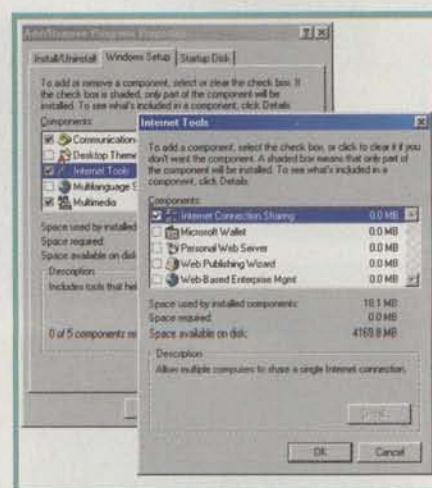 Add/Remove Programs Properties
Install/Uninstall Windows Setup Startup Disk
To add or remove a component, select or clear the check box. If
the check box is shaded, only part of the component will be
installed. To see what's included in a component, click Details.
Components:
Communication
Desktop Theme
Internet Tools
Multilanguage S
Multimedia
Space used by installed
Space required:
Space available on disk
Description
Includes tools that hel
0 of 5 components
Internet Tools
To add a component, select the check box, or click to clear it if you
don't want the component. A shaded box means that only part of
the component will be installed. To see what's included in a
component, click Details.
Components:
Internet Connection Sharing 0.0 MB
Microsoft Wallet 0.0 MB
Personal Web Server 0.0 MB
Web Publishing Wizard 0.0 MB
Web-Based Enterprise Mgmt 0.0 MB
Space used by installed components: 18.1 MB
Space required: 0.0 MB
Space available on disk: 4169.8 MB
Description
Allow multiple computers to share a single Internet connection.
Details...
OK Cancel